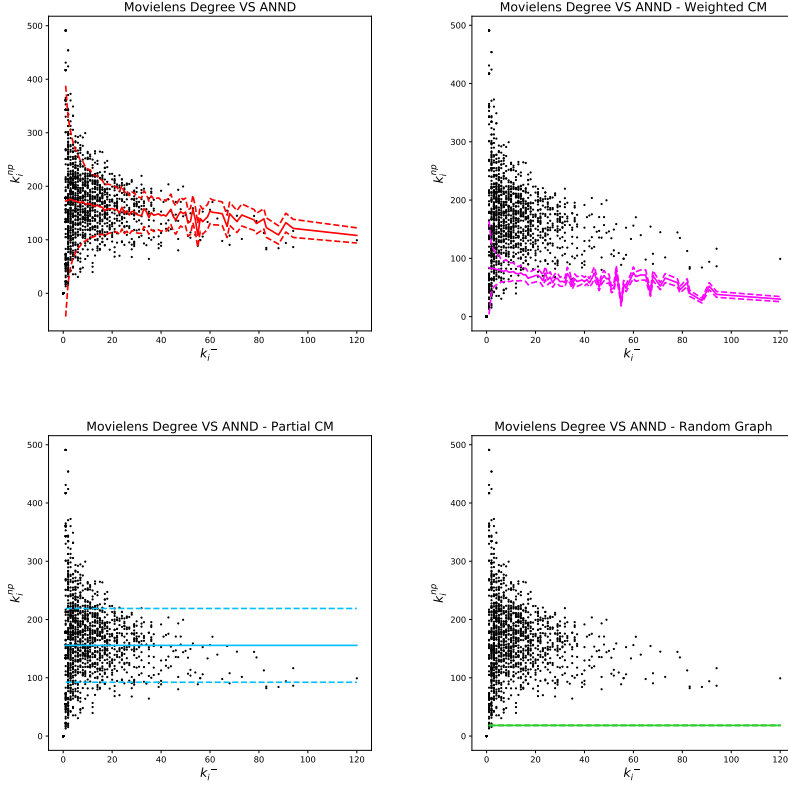 Movielens Degree VS ANND
500
400
300
200
100
0
k_i^{np}
0 20 40 60 80 100 120
k_i^-
Movielens Degree VS ANND - Weighted CM
500
400
300
200
100
0
k_i^{np}
0 20 40 60 80 100 120
k_i^-
Movielens Degree VS ANND - Partial CM
500
400
300
200
100
0
k_i^{np}
0 20 40 60 80 100 120
k_i^-
Movielens Degree VS ANND - Random Graph
500
400
300
200
100
0
k_i^{np}
0 20 40 60 80 100 120
k_i^-